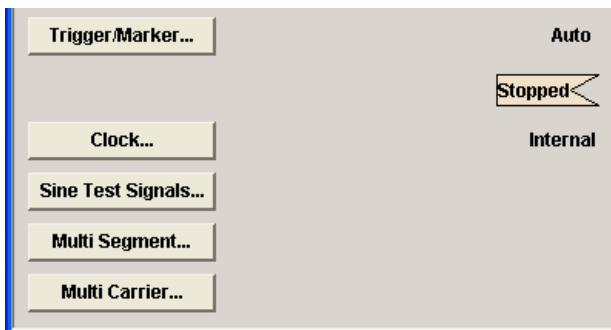 Trigger/Marker... Auto
Stopped
Clock... Internal
Sine Test Signals...
Multi Segment...
Multi Carrier...